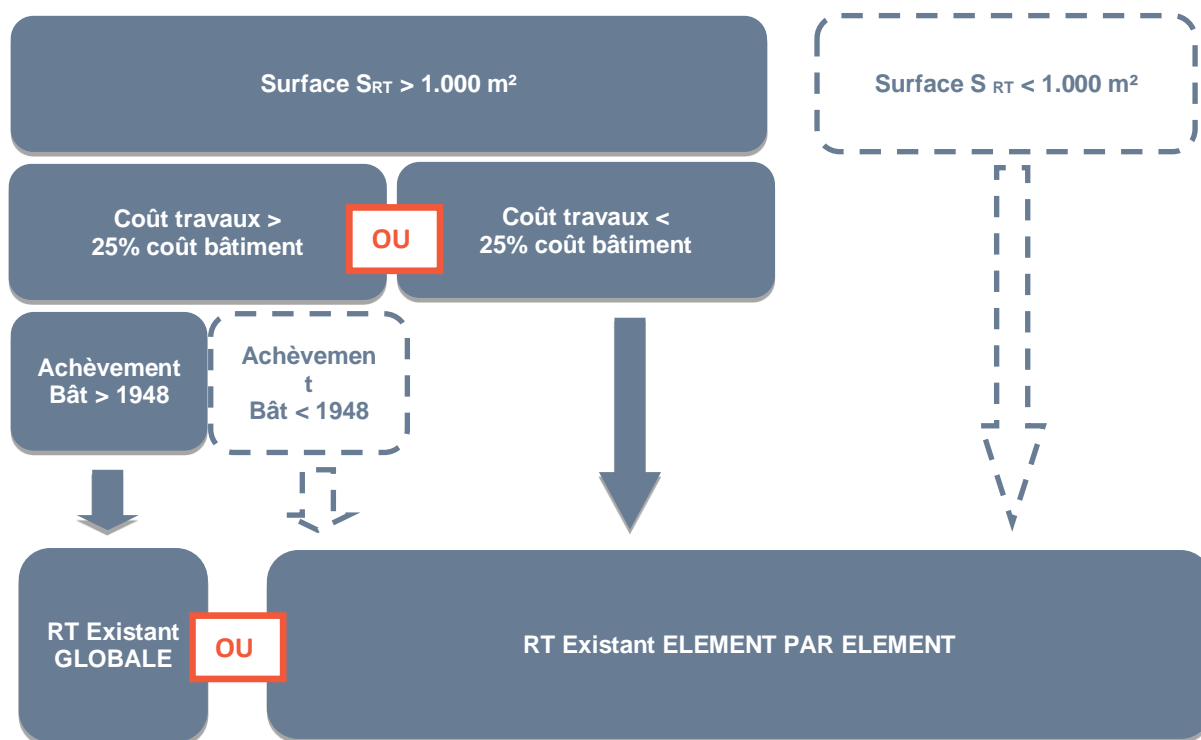 Surface SRT > 1.000 m²
Surface S RT < 1.000 m²
Coût travaux >
25% coût bâtiment
OU
Coût travaux <
25% coût bâtiment
Achèvement
Bât > 1948
Achèvemen
t
Bât < 1948
RT Existant
GLOBALE
OU
RT Existant ELEMENT PAR ELEMENT